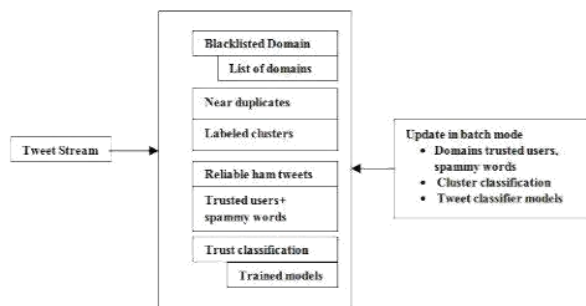 Blacklisted Domain
List of domains
Near duplicates
Labeled clusters
Tweet Stream
Reliable ham tweets
Trusted users+
spammy words
Trust classification
Trained models
Update in batch mode
• Domains trusted users,
spammy words
• Cluster classification
• Tweet classifier models